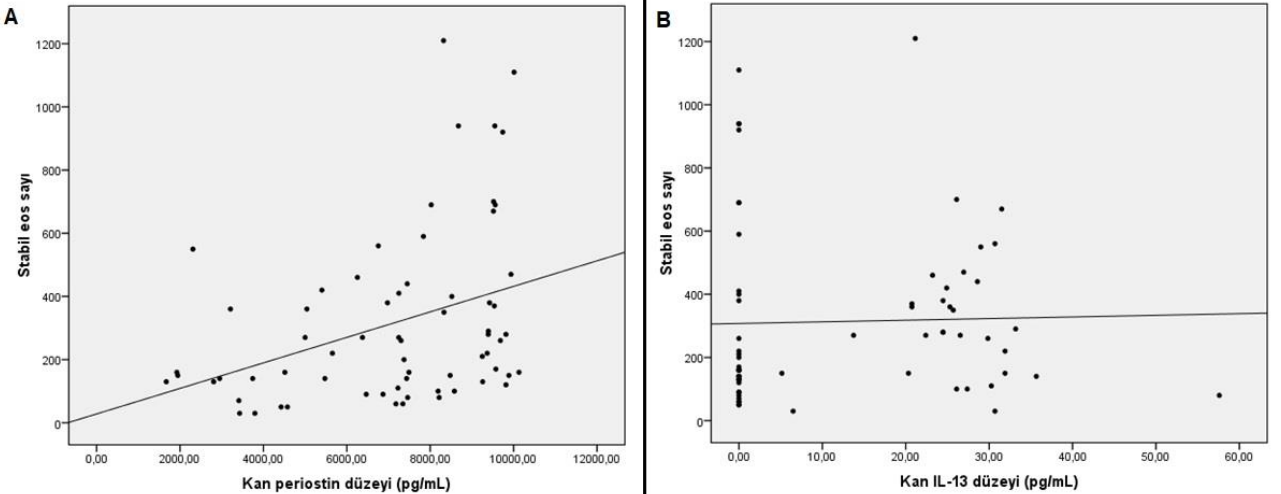 A
Stabil eos sayı
1200
1000
800
600
400
200
0
0,00 2000,00 4000,00 6000,00 8000,00 10000,00 12000,00
Kan periostin düzeyi (pg/mL)
B
Stabil eos sayı
1200
1000
800
600
400
200
0
0,00 10,00 20,00 30,00 40,00 50,00 60,00
Kan IL-13 düzeyi (pg/mL)